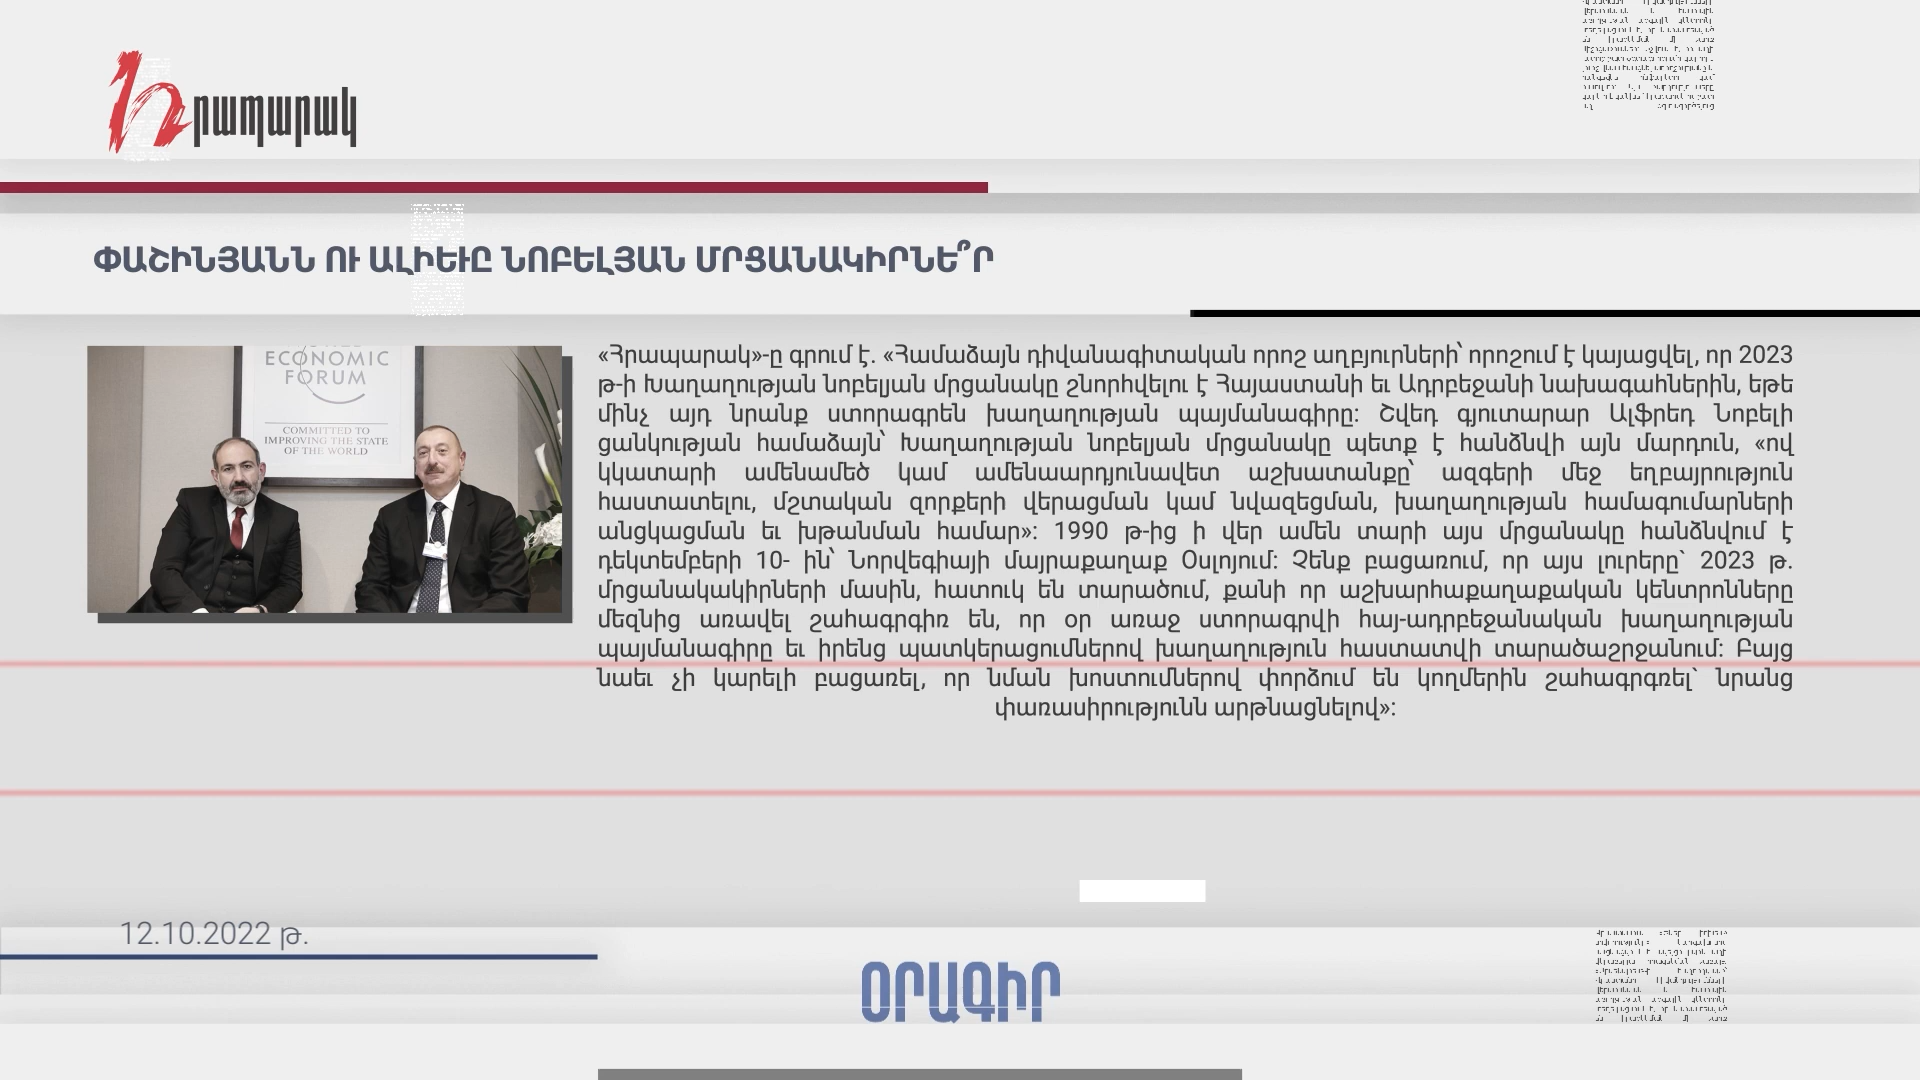 Հրապարակ
ՓԱՇԻՆՅԱՆՆ ՈՒ ԱԼԻԵՒԸ ՆՈԲԵԼՅԱՆ ՄՐՑԱՆԱԿԻՐՆԵ՞Ր
ECONOMIC
FORUM
COMMITTED TO
IMPROVING THE STATE
OF THE WORLD
«Հրապարակ»-ը գրում է. «Համաձայն դիվանագիտական որոշ աղբյուրների՝ որոշում է կայացվել, որ 2023
թ-ի Խաղաղության նոբելյան մրցանակը շնորհվելու է Հայաստանի եւ Ադրբեջանի նախագահներին, եթե
մինչ այդ նրանք ստորագրեն խաղաղության պայմանագիրը: Շվեդ գյուտարար Ալֆրեդ Նոբելի
ցանկության համաձայն՝ Խաղաղության նոբելյան մրցանակը պետք է հանձնվի այն մարդուն, «ով
կկատարի ամենամեծ կամ ամենաարդյունավետ աշխատանքը՝ ազգերի մեջ եղբայրություն
հաստատելու, մշտական զորքերի վերացման կամ նվազեցման, խաղաղության համագումարների
անցկացման եւ խթանման համար»: 1990 թ-ից ի վեր ամեն տարի այս մրցանակը հանձնվում է
դեկտեմբերի 10- ին՝ Նորվեգիայի մայրաքաղաք Օսլոյում: Չենք բացառում, որ այս լուրերը` 2023 թ.
մրցանակակիրների մասին, հատուկ են տարածում, քանի որ աշխարհաքաղաքական կենտրոնները
մեզնից առավել շահագրգիռ են, որ օր առաջ ստորագրվի հայ-ադրբեջանական խաղաղության
պայմանագիրը եւ իրենց պատկերացումներով խաղաղություն հաստատվի տարածաշրջանում: Բայց
նաեւ չի կարելի բացառել, որ նման խոստումներով փորձում են կողմերին շահագրգռել` նրանց
փառասիրությունն արթնացնելով»:
12.10.2022 թ.
ՕՐԱԳԻՐ